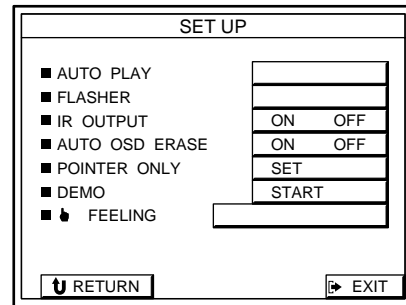 SET UP
AUTO PLAY
FLASHER
IR OUTPUT ON OFF
AUTO OSD ERASE ON OFF
POINTER ONLY SET
DEMO START
FEELING
RETURN EXIT